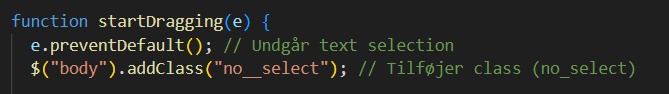 function startDragging(e) {
e.preventDefault(); // Undgår text selection
$("body").addClass("no__select"); // Tilføjer class (no_select)